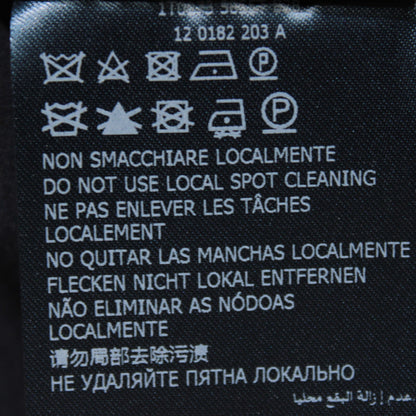 12 0182 203 A
P
P
NON SMACCHIARE LOCALMENTE
DO NOT USE LOCAL SPOT CLEANING
NE PAS ENLEVER LES TÂCHES
LOCALEMENT
NO QUITAR LAS MANCHAS LOCALMENTE
FLECKEN NICHT LOKAL ENTFERNEN
NÃO ELIMINAR AS NÓDOAS
LOCALMENTE
请勿局部去除污渍
НЕ УДАЛЯЙТЕ ПЯТНА ЛОКАЛЬНО
عدم إزالة البقع محليا